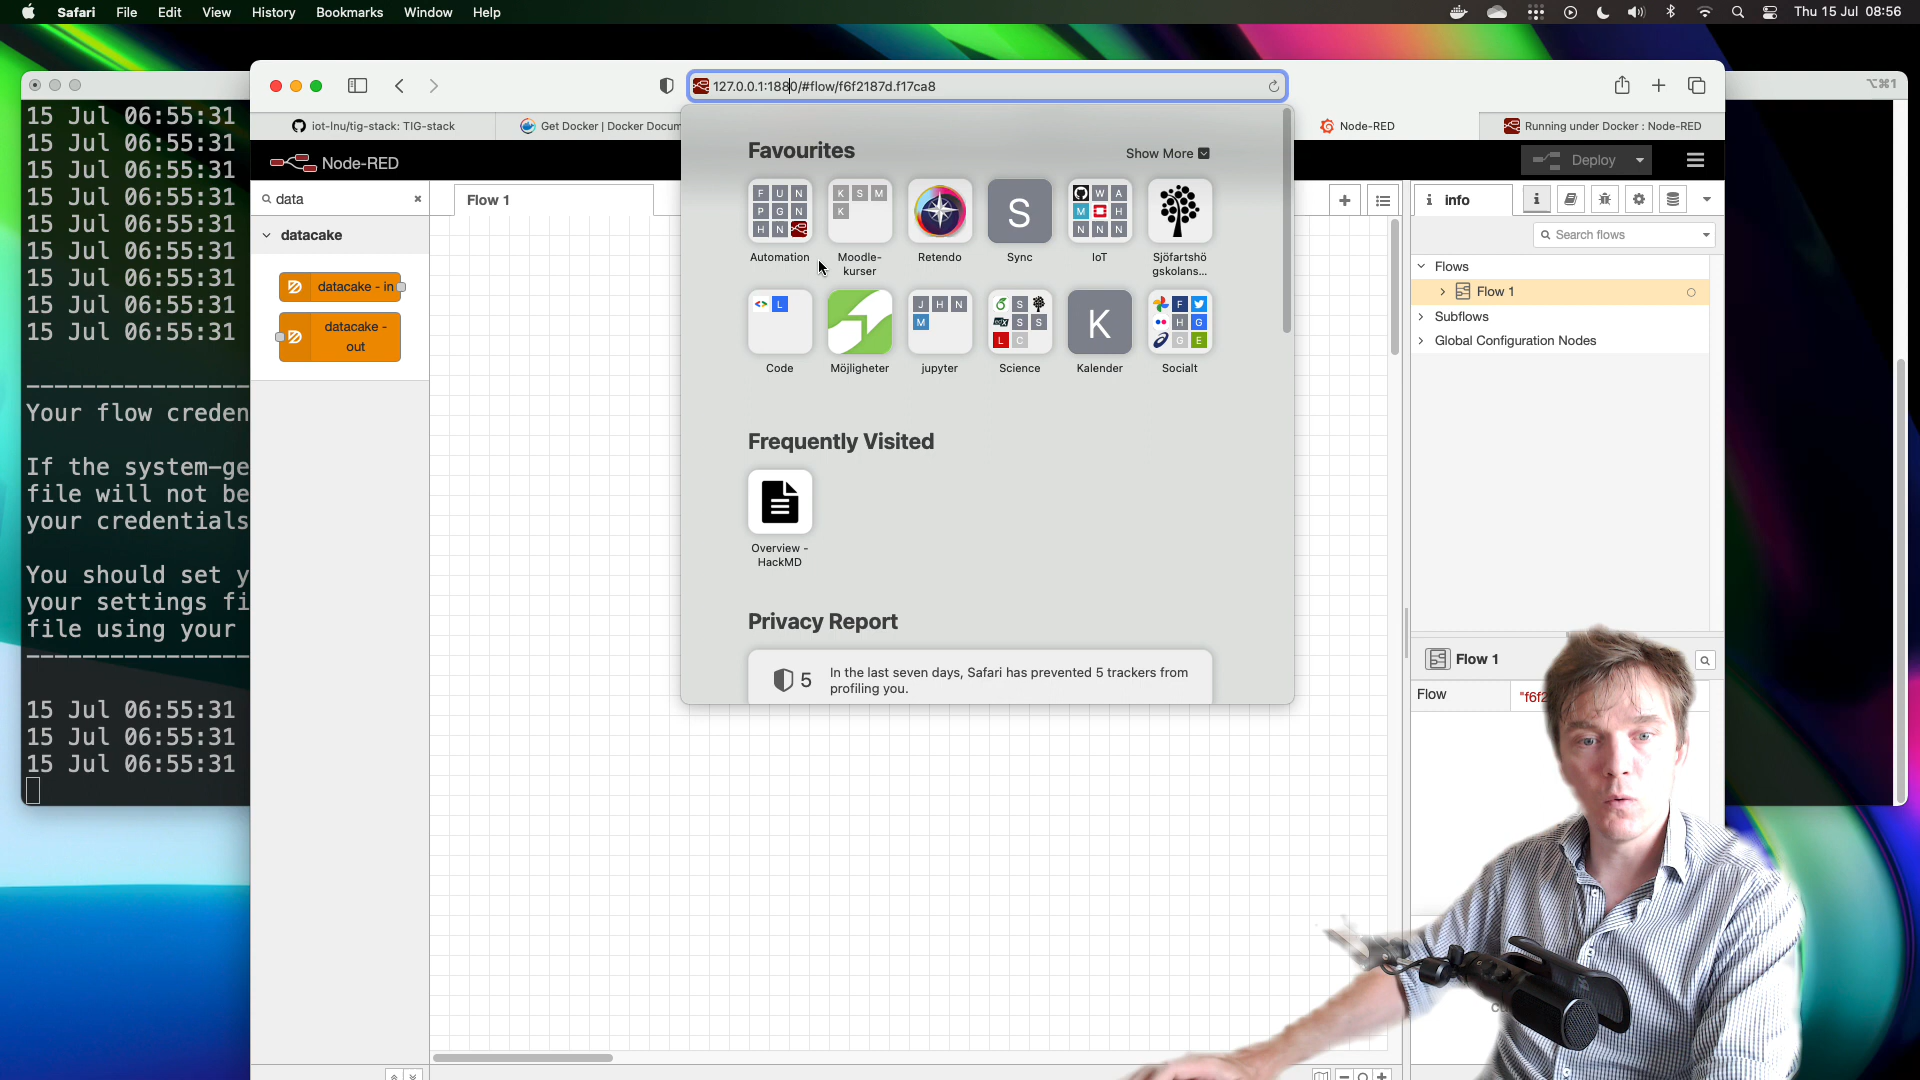 Safari File Edit View History Bookmarks Window Help
Thu 15 Jul 08:56
⌥⌘1
127.0.0.1:1880/#flow/f6f2187d.f17ca8
iot-lnu/tig-stack: TIG-stack
Get Docker | Docker Docum
Node-RED
Running under Docker : Node-RED
Node-RED
Deploy
data
Flow 1
datacake
datacake - in
datacake -
out
15 Jul 06:55:31
15 Jul 06:55:31
15 Jul 06:55:31
15 Jul 06:55:31
15 Jul 06:55:31
15 Jul 06:55:31
15 Jul 06:55:31
15 Jul 06:55:31
15 Jul 06:55:31
Your flow creden
If the system-ge
file will not be
your credentials
You should set y
your settings fi
file using your
15 Jul 06:55:31
15 Jul 06:55:31
15 Jul 06:55:31
Favourites
Show More
F U N
P G N
H N
K S M
K
S
W A
M H
N N N
Automation
Moodle-
kurser
Retendo
Sync
IoT
Sjöfartshö
gskolans...
L
J H N
M
S
S S
L C
K
F
H G
G E
Code
Möjligheter
jupyter
Science
Kalender
Socialt
Frequently Visited
Overview -
HackMD
Privacy Report
5
In the last seven days, Safari has prevented 5 trackers from
profiling you.
i info
i
Search flows
Flows
Flow 1
Subflows
Global Configuration Nodes
Flow 1
Flow
"f6f2